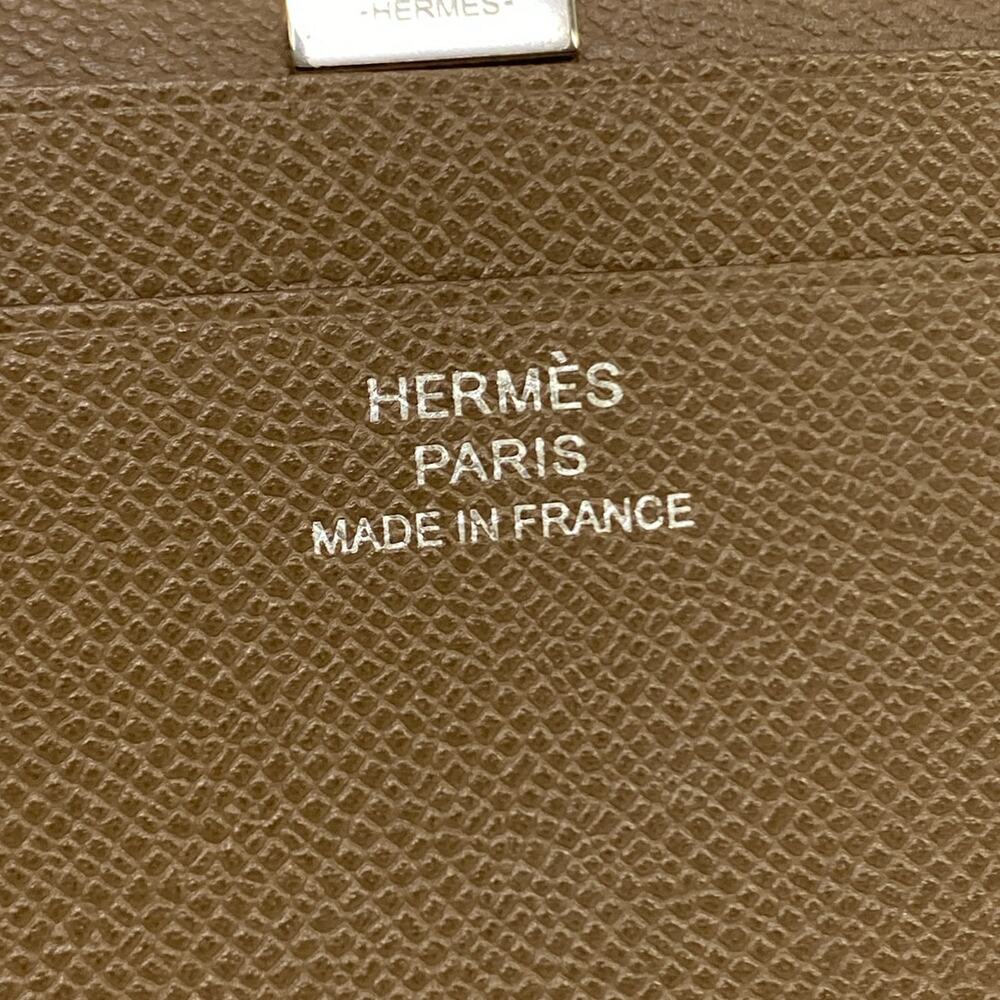 -HERMES-
HERMÈS
PARIS
MADE IN FRANCE